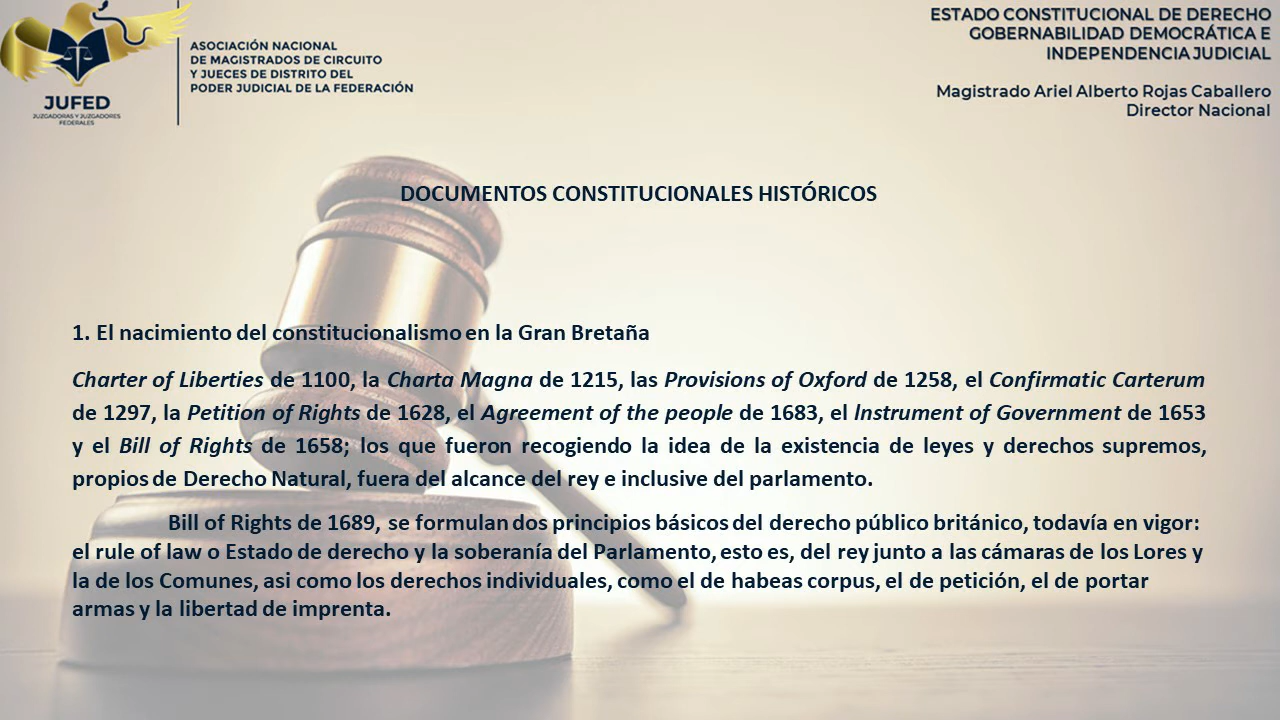 JUFED
JUZGADORAS Y JUZGADORES
FEDERALES
ASOCIACIÓN NACIONAL
DE MAGISTRADOS DE CIRCUITO
Y JUECES DE DISTRITO DEL
PODER JUDICIAL DE LA FEDERACIÓN
ESTADO CONSTITUCIONAL DE DERECHO
GOBERNABILIDAD DEMOCRÁTICA E
INDEPENDENCIA JUDICIAL
Magistrado Ariel Alberto Rojas Caballero
Director Nacional
DOCUMENTOS CONSTITUCIONALES HISTÓRICOS
1. El nacimiento del constitucionalismo en la Gran Bretaña
Charter of Liberties de 1100, la Charta Magna de 1215, las Provisions of Oxford de 1258, el Confirmatic Carterum
de 1297, la Petition of Rights de 1628, el Agreement of the people de 1683, el Instrument of Government de 1653
y el Bill of Rights de 1658; los que fueron recogiendo la idea de la existencia de leyes y derechos supremos,
propios de Derecho Natural, fuera del alcance del rey e inclusive del parlamento.
Bill of Rights de 1689, se formulan dos principios básicos del derecho público británico, todavía en vigor:
el rule of law o Estado de derecho y la soberanía del Parlamento, esto es, del rey junto a las cámaras de los Lores y
la de los Comunes, asi como los derechos individuales, como el de habeas corpus, el de petición, el de portar
armas y la libertad de imprenta.